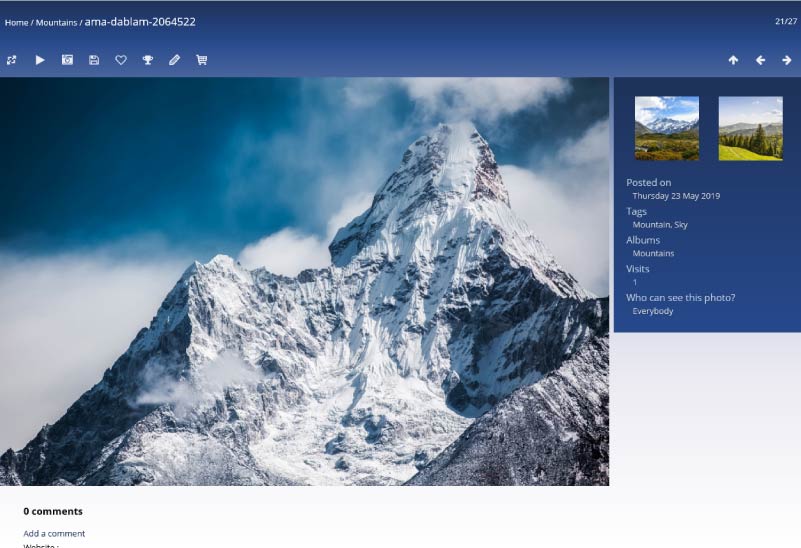 Home / Mountains / ama-dablam-2064522
21/27
Posted on
Thursday 23 May 2019
Tags
Mountain, Sky
Albums
Mountains
Visits
1
Who can see this photo?
Everybody
0 comments
Add a comment
Website :